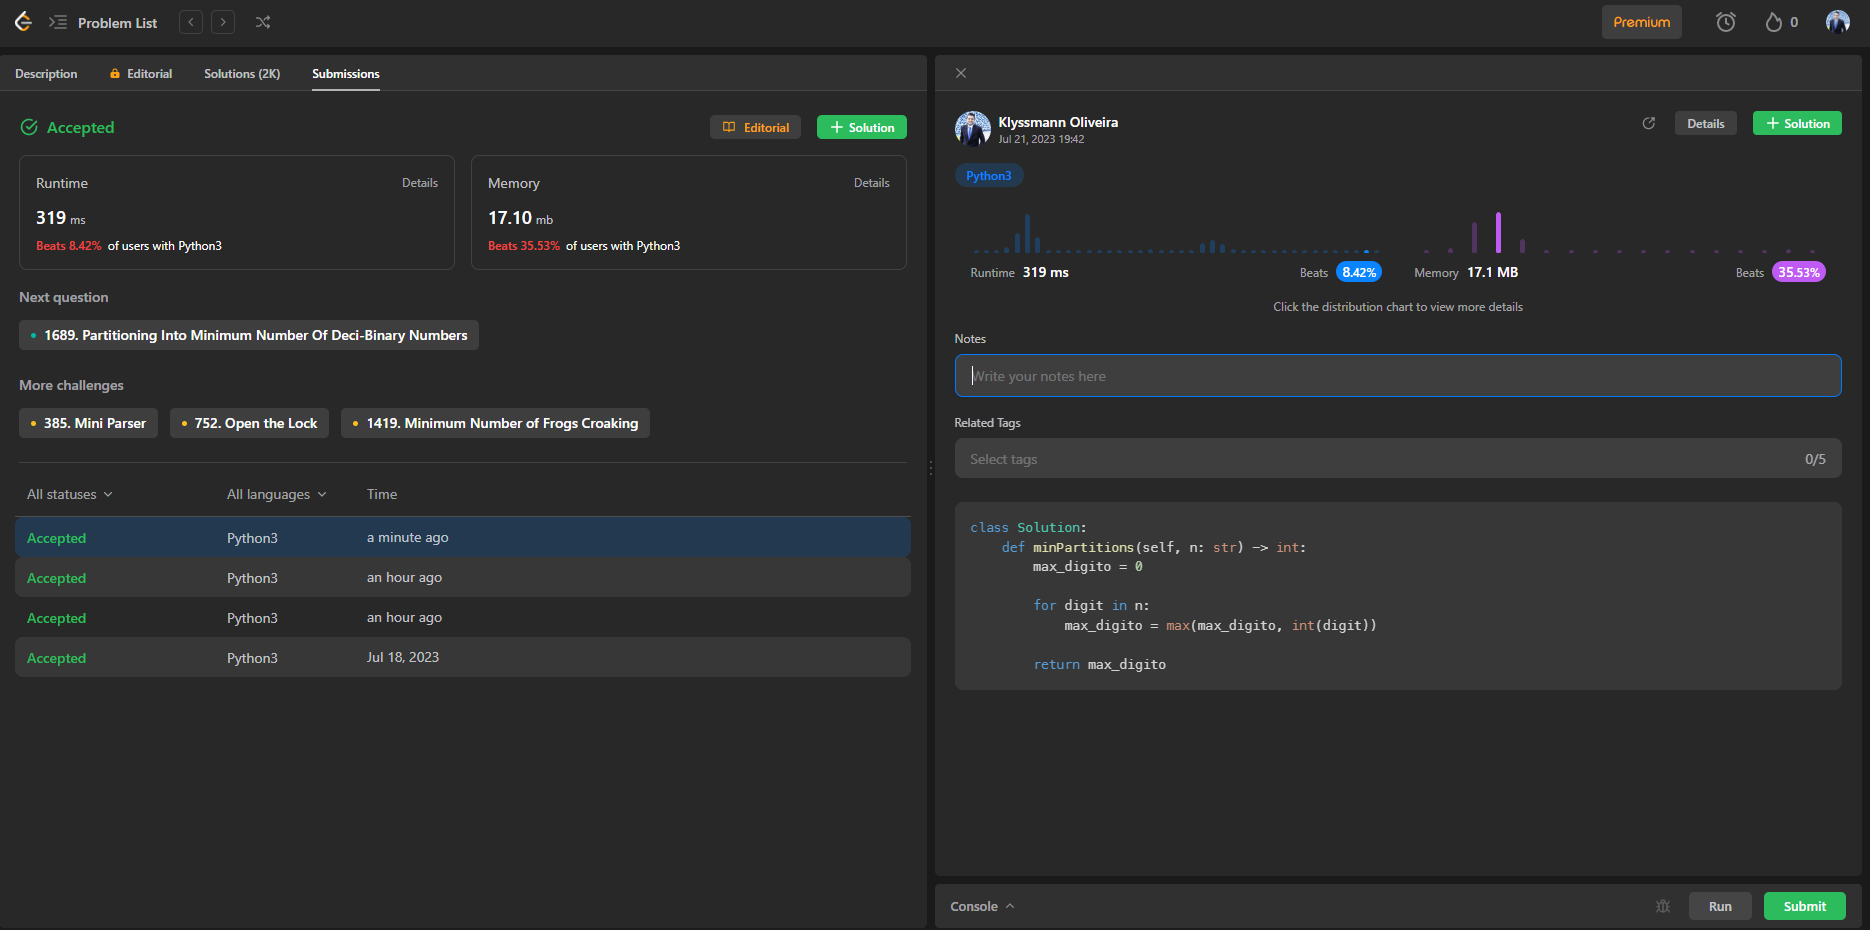 Problem List
Premium
0
Description
Editorial
Solutions (2K)
Submissions
Accepted
Editorial
Solution
Runtime
Details
319 ms
Beats 8.42% of users with Python3
Memory
Details
17.10 mb
Beats 35.53% of users with Python3
Next question
1689. Partitioning Into Minimum Number Of Deci-Binary Numbers
More challenges
385. Mini Parser
752. Open the Lock
1419. Minimum Number of Frogs Croaking
All statuses
All languages
Time
Accepted
Python3
a minute ago
Accepted
Python3
an hour ago
Accepted
Python3
an hour ago
Accepted
Python3
Jul 18, 2023
Klyssmann Oliveira
Jul 21, 2023 19:42
Details
Solution
Python3
Runtime 319 ms
Beats 8.42%
Memory 17.1 MB
Beats 35.53%
Click the distribution chart to view more details
Notes
Write your notes here
Related Tags
Select tags
0/5
class Solution:
    def minPartitions(self, n: str) -> int:
        max_digito = 0
        for digit in n:
            max_digito = max(max_digito, int(digit))
        return max_digito
Console
Run
Submit